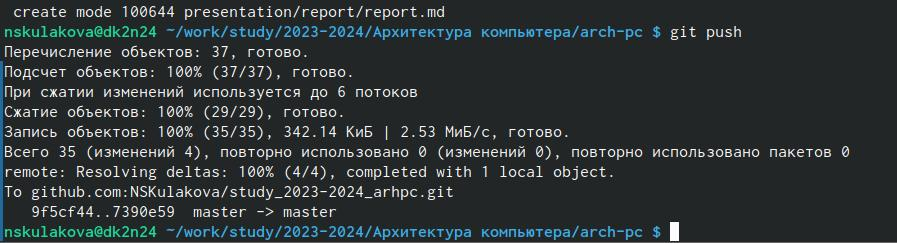 create mode 100644 presentation/report/report.md
nskulakova@dk2n24 ~/work/study/2023-2024/Архитектура компьютера/arch-pc $ git push
Перечисление объектов: 37, готово.
Подсчет объектов: 100% (37/37), готово.
При сжатии изменений используется до 6 потоков
Сжатие объектов: 100% (29/29), готово.
Запись объектов: 100% (35/35), 342.14 КиБ | 2.53 МиБ/с, готово.
Всего 35 (изменений 4), повторно использовано 0 (изменений 0), повторно использовано пакетов 0
remote: Resolving deltas: 100% (4/4), completed with 1 local object.
To github.com:NSKulakova/study_2023-2024_arhpc.git
9f5cf44..7390e59  master -> master
nskulakova@dk2n24 ~/work/study/2023-2024/Архитектура компьютера/arch-pc $